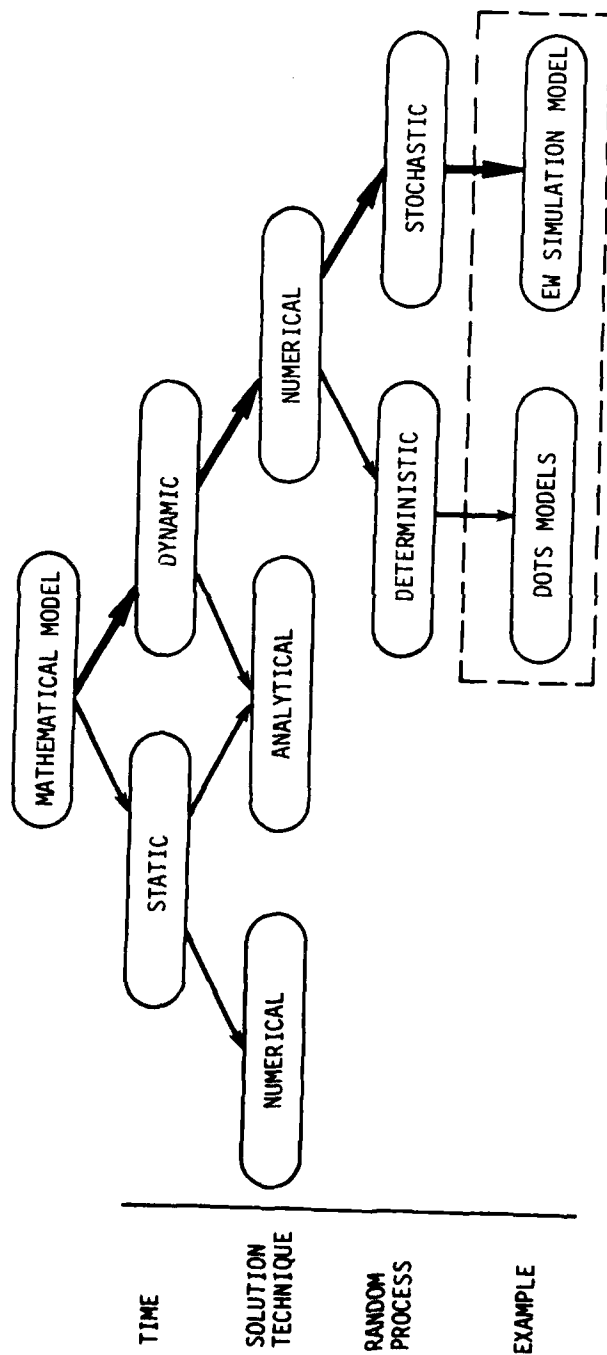 MATHEMATICAL MODEL
TIME
STATIC
DYNAMIC
SOLUTION
TECHNIQUE
NUMERICAL
ANALYTICAL
NUMERICAL
RANDOM
PROCESS
DETERMINISTIC
STOCHASTIC
EXAMPLE
DOTS MODELS
EW SIMULATION MODEL